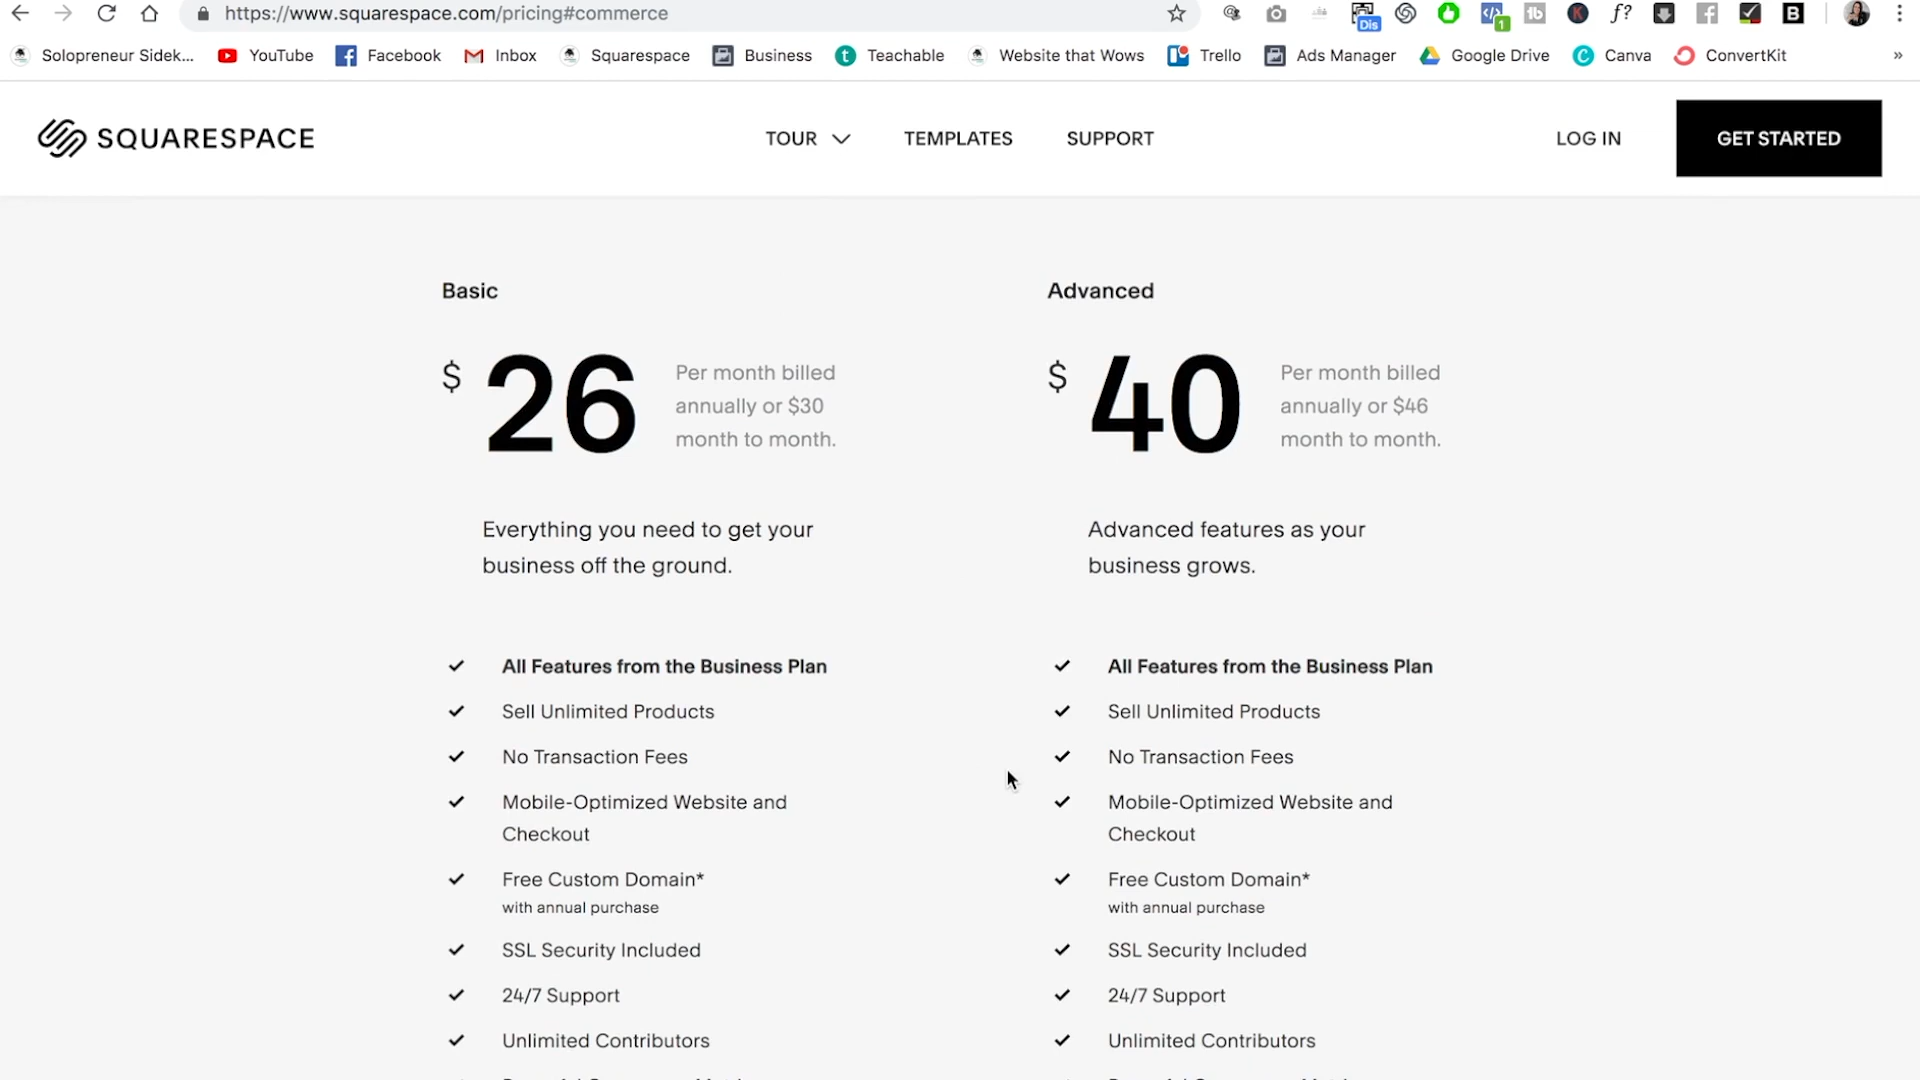 https://www.squarespace.com/pricing#commerce
Dis
1
tb
K
f?
B
Solopreneur Sidek...
YouTube
Facebook
Inbox
Squarespace
Business
t
Teachable
Website that Wows
Trello
Ads Manager
Google Drive
C
Canva
ConvertKit
»
SQUARESPACE
TOUR
TEMPLATES
SUPPORT
LOG IN
GET STARTED
Basic
$ 26
Per month billed
annually or $30
month to month.
Everything you need to get your
business off the ground.
All Features from the Business Plan
Sell Unlimited Products
No Transaction Fees
Mobile-Optimized Website and
Checkout
Free Custom Domain*
with annual purchase
SSL Security Included
24/7 Support
Unlimited Contributors
Advanced
$ 40
Per month billed
annually or $46
month to month.
Advanced features as your
business grows.
All Features from the Business Plan
Sell Unlimited Products
No Transaction Fees
Mobile-Optimized Website and
Checkout
Free Custom Domain*
with annual purchase
SSL Security Included
24/7 Support
Unlimited Contributors